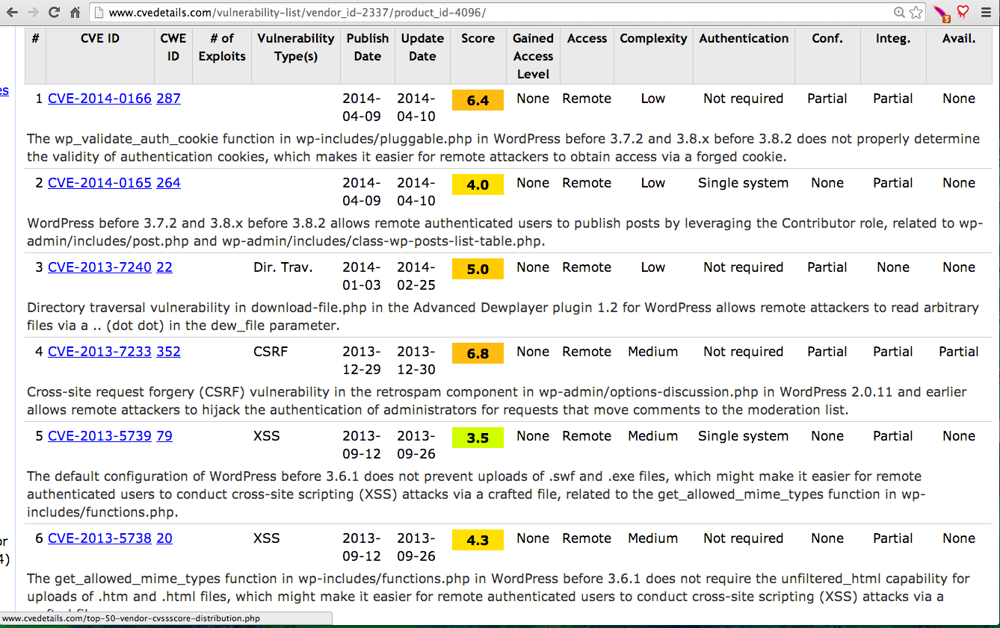 www.cvedetails.com/vulnerability-list/vendor_id-2337/product_id-4096/
5
# CVE ID CWE ID # of Exploits Vulnerability Type(s) Publish Date Update Date Score Gained Access Level Access Complexity Authentication Conf. Integ. Avail.
es
1 CVE-2014-0166 287 2014-04-09 2014-04-10 6.4 None Remote Low Not required Partial Partial None
The wp_validate_auth_cookie function in wp-includes/pluggable.php in WordPress before 3.7.2 and 3.8.x before 3.8.2 does not properly determine
the validity of authentication cookies, which makes it easier for remote attackers to obtain access via a forged cookie.
2 CVE-2014-0165 264 2014-04-09 2014-04-10 4.0 None Remote Low Single system None Partial None
WordPress before 3.7.2 and 3.8.x before 3.8.2 allows remote authenticated users to publish posts by leveraging the Contributor role, related to wp-
admin/includes/post.php and wp-admin/includes/class-wp-posts-list-table.php.
3 CVE-2013-7240 22 Dir. Trav. 2014-01-03 2014-02-25 5.0 None Remote Low Not required Partial None None
Directory traversal vulnerability in download-file.php in the Advanced Dewplayer plugin 1.2 for WordPress allows remote attackers to read arbitrary
files via a .. (dot dot) in the dew_file parameter.
4 CVE-2013-7233 352 CSRF 2013-12-29 2013-12-30 6.8 None Remote Medium Not required Partial Partial Partial
Cross-site request forgery (CSRF) vulnerability in the retrospam component in wp-admin/options-discussion.php in WordPress 2.0.11 and earlier
allows remote attackers to hijack the authentication of administrators for requests that move comments to the moderation list.
5 CVE-2013-5739 79 XSS 2013-09-12 2013-09-26 3.5 None Remote Medium Single system None Partial None
The default configuration of WordPress before 3.6.1 does not prevent uploads of .swf and .exe files, which might make it easier for remote
authenticated users to conduct cross-site scripting (XSS) attacks via a crafted file, related to the get_allowed_mime_types function in wp-
includes/functions.php.
or
4)
6 CVE-2013-5738 20 XSS 2013-09-12 2013-09-26 4.3 None Remote Medium Not required None Partial None
The get_allowed_mime_types function in wp-includes/functions.php in WordPress before 3.6.1 does not require the unfiltered_html capability for
uploads of .htm and .html files, which might make it easier for remote authenticated users to conduct cross-site scripting (XSS) attacks via a
www.cvedetails.com/top-50-vendor-cvssscore-distribution.php